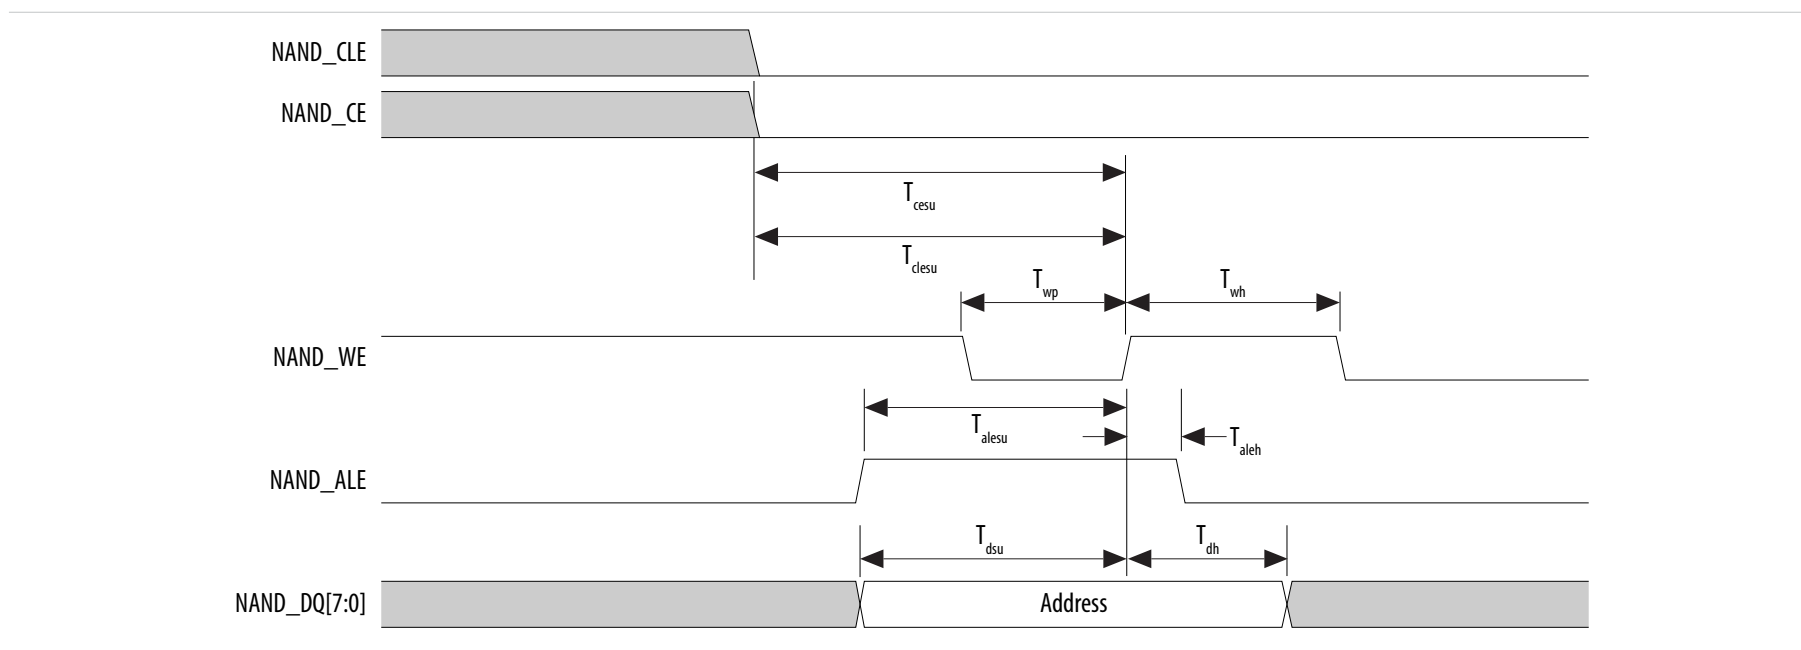 NAND_CLE
NAND_CE
Tcesu
Tclesu
Twp
Twh
NAND_WE
Talesu
Taleh
NAND_ALE
Tdsu
Tdh
NAND_DQ[7:0]
Address